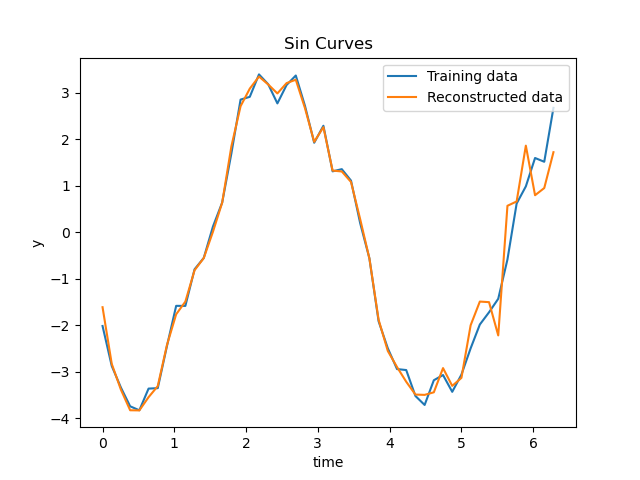 Sin Curves
Training data
Reconstructed data
y
3
2
1
0
−1
−2
−3
−4
0 1 2 3 4 5 6
time